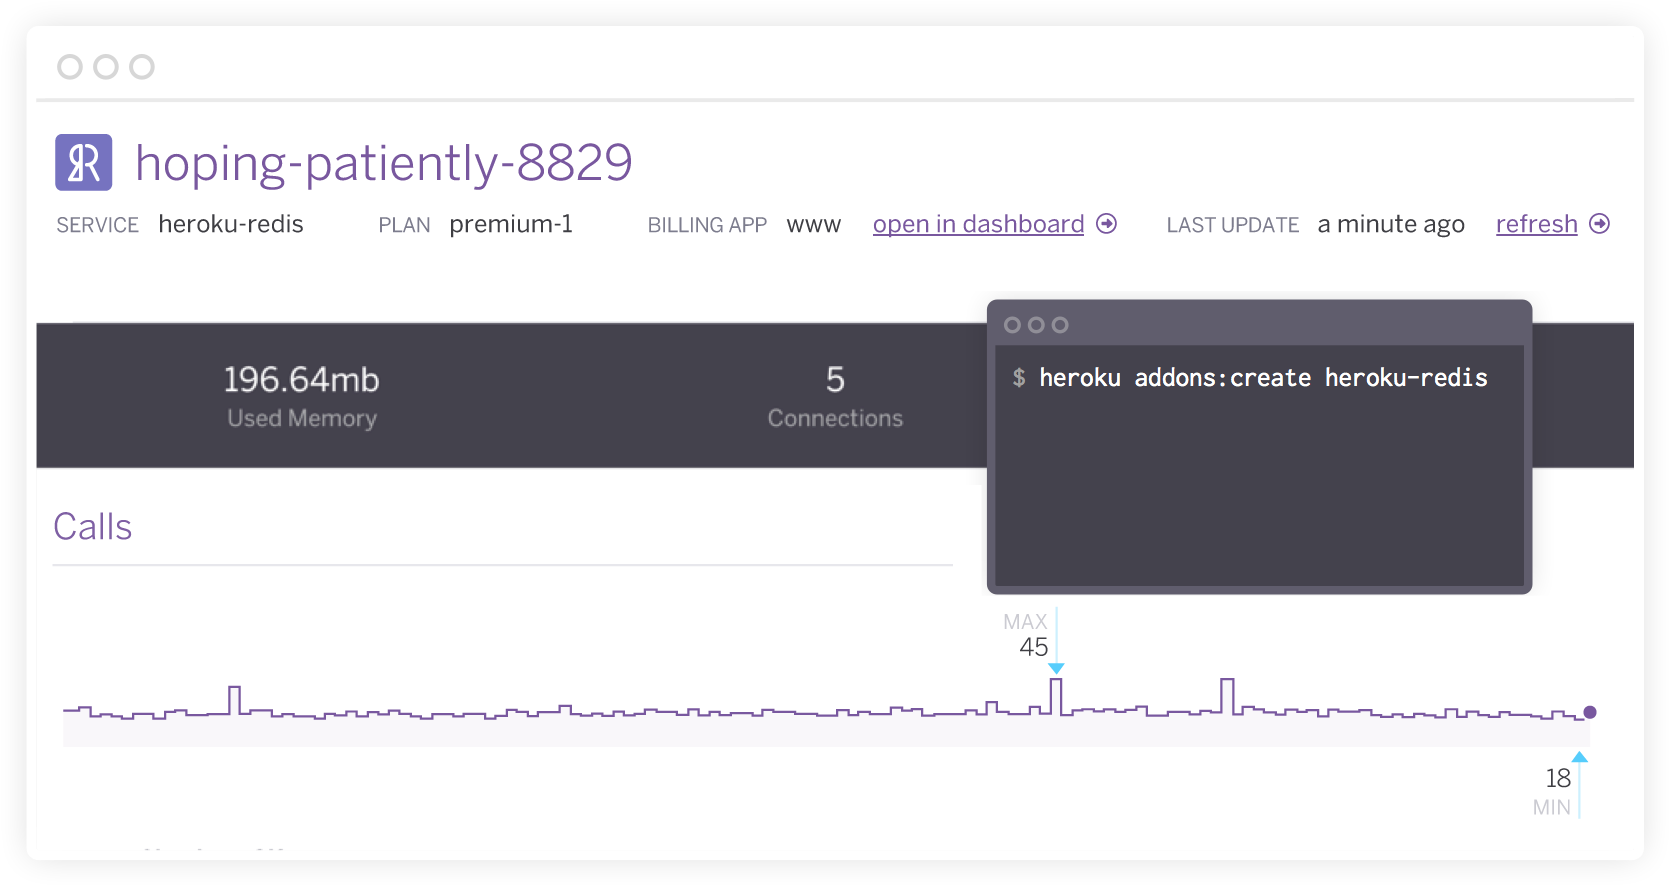 hoping-patiently-8829
SERVICE heroku-redis PLAN premium-1 BILLING APP www open in dashboard LAST UPDATE a minute ago refresh
196.64mb
Used Memory
5
Connections
$ heroku addons:create heroku-redis
Calls
MAX
45
18
MIN